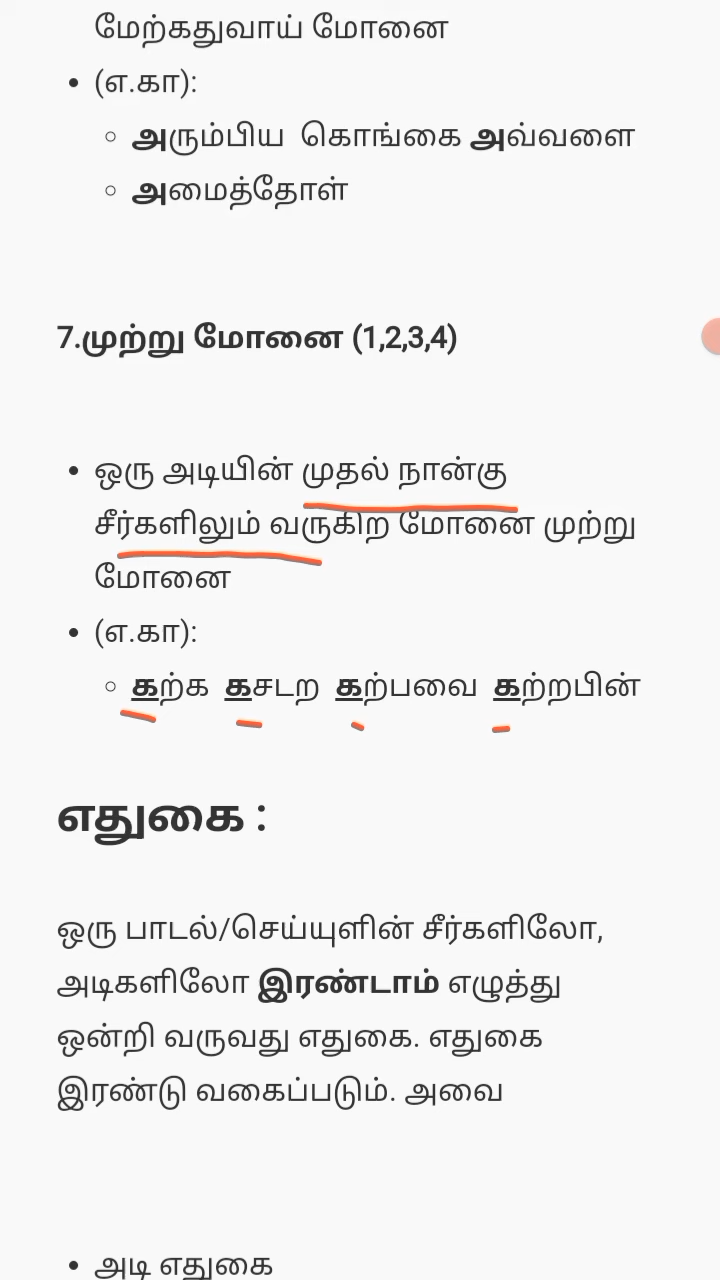 மேற்கதுவாய் மோனை
(எ.கா):
அரும்பிய கொங்கை அவ்வளை
அமைத்தோள்
7.முற்று மோனை (1,2,3,4)
ஒரு அடியின் முதல் நான்கு
சீர்களிலும் வருகிற மோனை முற்று
மோனை
(எ.கா):
கற்க கசடற கற்பவை கற்றபின்
எதுகை :
ஒரு பாடல்/செய்யுளின் சீர்களிலோ,
அடிகளிலோ இரண்டாம் எழுத்து
ஒன்றி வருவது எதுகை. எதுகை
இரண்டு வகைப்படும். அவை
அடி எதுகை